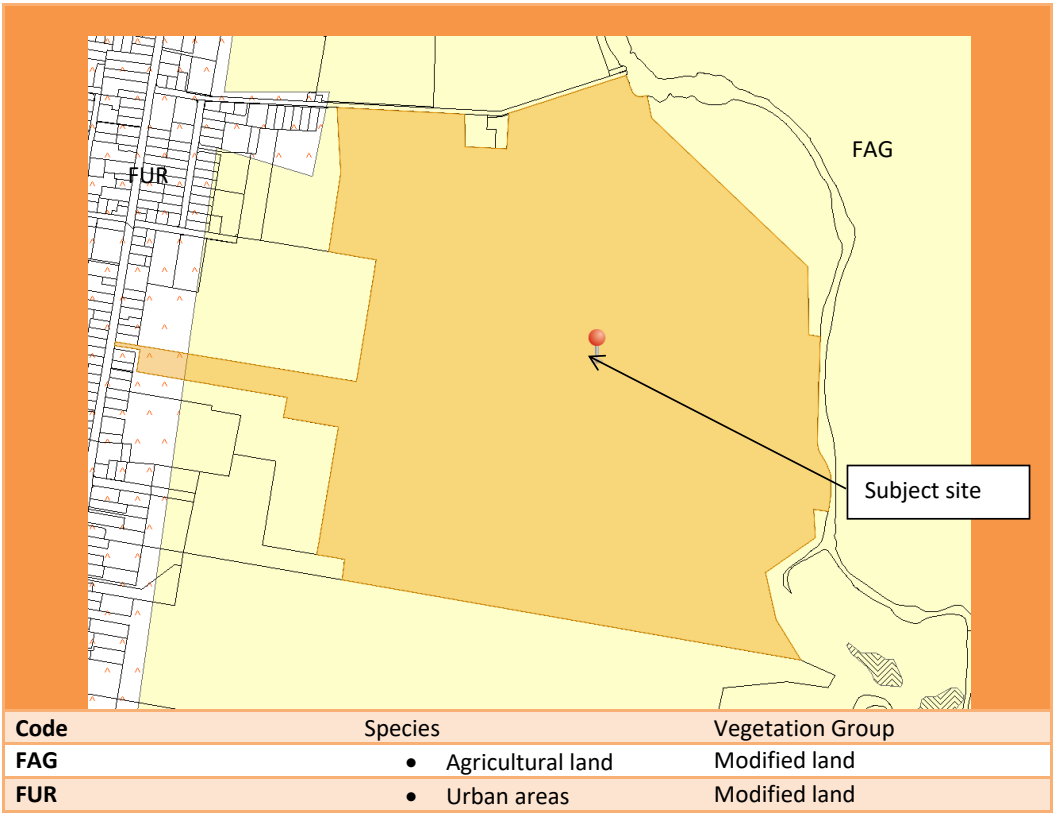 FAG
FUR
Subject site
Code Species Vegetation Group
FAG • Agricultural land Modified land
FUR • Urban areas Modified land